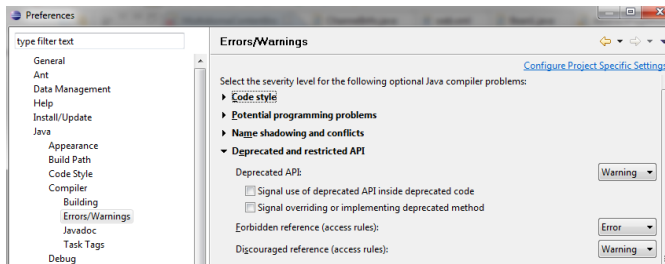 Preferences
type filter text
General
Ant
Data Management
Help
Install/Update
Java
Appearance
Build Path
Code Style
Compiler
Building
Errors/Warnings
Javadoc
Task Tags
Debug
Errors/Warnings
Configure Project Specific Settings
Select the severity level for the following optional Java compiler problems:
Code style
Potential programming problems
Name shadowing and conflicts
Deprecated and restricted API
Deprecated API: Warning
Signal use of deprecated API inside deprecated code
Signal overriding or implementing deprecated method
Forbidden reference (access rules): Error
Discouraged reference (access rules): Warning